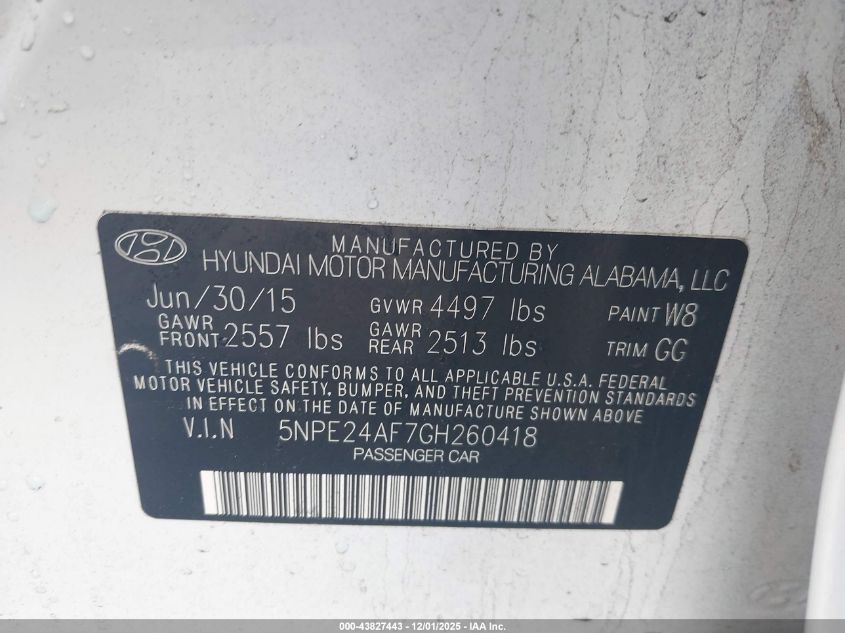 MANUFACTURED BY
HYUNDAI MOTOR MANUFACTURING ALABAMA, LLC
Jun/30/15 GVWR 4497 lbs PAINT W8
GAWR FRONT 2557 lbs GAWR REAR 2513 lbs TRIM GG
THIS VEHICLE CONFORMS TO ALL APPLICABLE U.S.A. FEDERAL
MOTOR VEHICLE SAFETY, BUMPER, AND THEFT PREVENTION STANDARDS
IN EFFECT ON THE DATE OF MANUFACTURE SHOWN ABOVE
V.I.N 5NPE24AF7GH260418
PASSENGER CAR
000-43827443 - 12/01/2025 - IAA Inc.